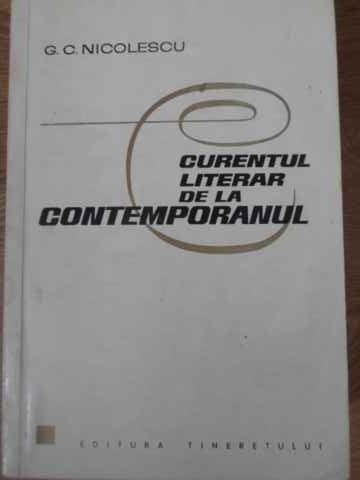 G. C. NICOLESCU
CURENTUL
LITERAR
DE LA
CONTEMPORANUL
EDITURA TINERETULUI